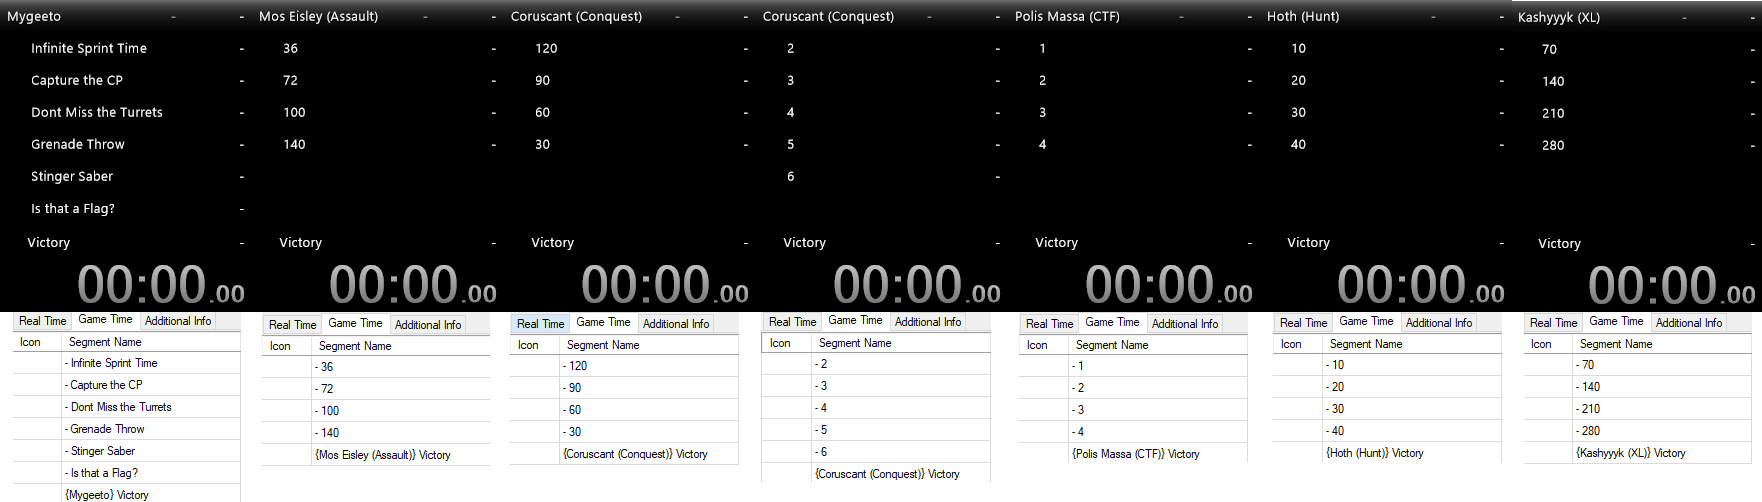 Mygeeto - -
Infinite Sprint Time -
Capture the CP -
Dont Miss the Turrets -
Grenade Throw -
Stinger Saber -
Is that a Flag? -
Victory -
00:00.00
Mos Eisley (Assault) - -
36 -
72 -
100 -
140 -
Victory -
00:00.00
Coruscant (Conquest) - -
120 -
90 -
60 -
30 -
Victory -
00:00.00
Coruscant (Conquest) - -
2 -
3 -
4 -
5 -
6 -
Victory -
00:00.00
Polis Massa (CTF) - -
1 -
2 -
3 -
4 -
Victory -
00:00.00
Hoth (Hunt) - -
10 -
20 -
30 -
40 -
Victory -
00:00.00
Kashyyyk (XL) - -
70 -
140 -
210 -
280 -
Victory -
00:00.00
Real Time Game Time Additional Info
Icon Segment Name
- Infinite Sprint Time
- Capture the CP
- Dont Miss the Turrets
- Grenade Throw
- Stinger Saber
- Is that a Flag?
{Mygeeto} Victory
Real Time Game Time Additional Info
Icon Segment Name
- 36
- 72
- 100
- 140
{Mos Eisley (Assault)} Victory
Real Time Game Time Additional Info
Icon Segment Name
- 120
- 90
- 60
- 30
{Coruscant (Conquest)} Victory
Real Time Game Time Additional Info
Icon Segment Name
- 2
- 3
- 4
- 5
- 6
{Coruscant (Conquest)} Victory
Real Time Game Time Additional Info
Icon Segment Name
- 1
- 2
- 3
- 4
{Polis Massa (CTF)} Victory
Real Time Game Time Additional Info
Icon Segment Name
- 10
- 20
- 30
- 40
{Hoth (Hunt)} Victory
Real Time Game Time Additional Info
Icon Segment Name
- 70
- 140
- 210
- 280
{Kashyyyk (XL)} Victory